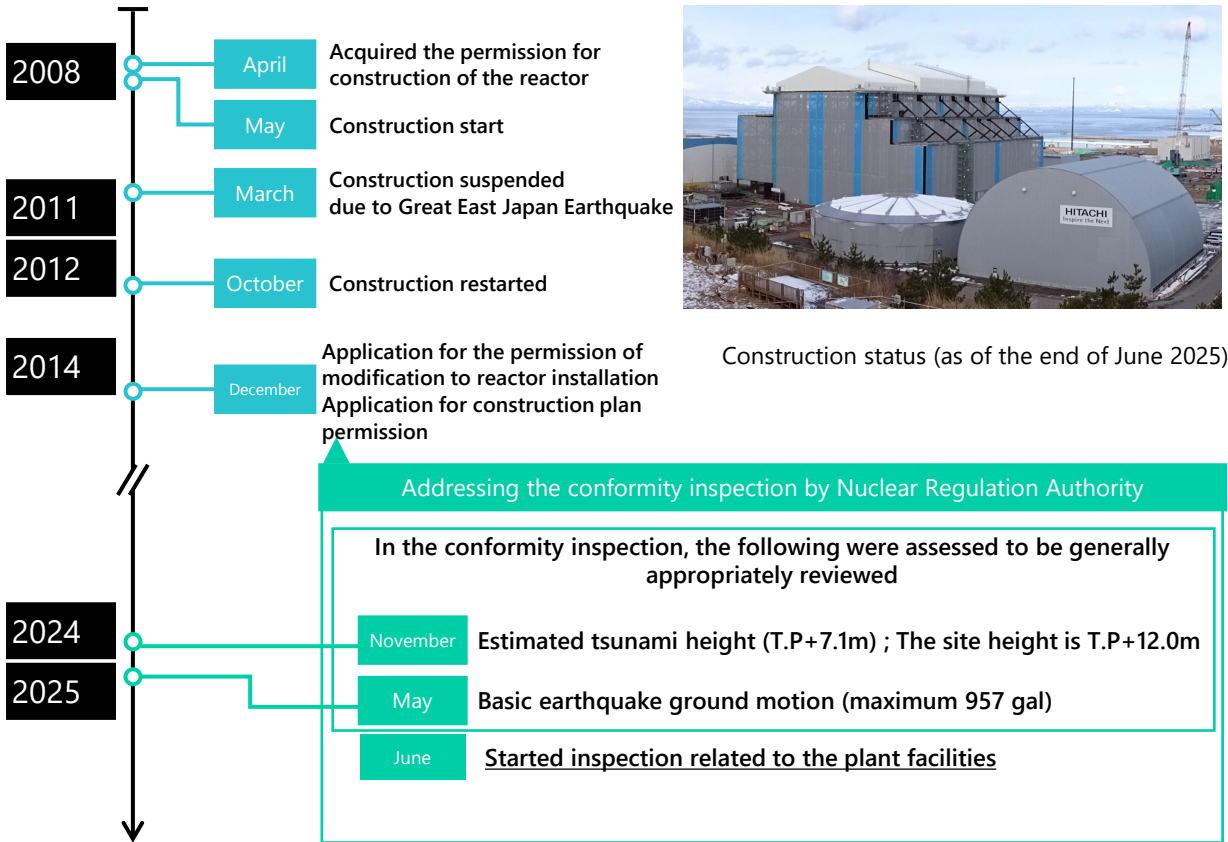 2008
April
Acquired the permission for
construction of the reactor
May
Construction start
2011
March
Construction suspended
due to Great East Japan Earthquake
2012
October
Construction restarted
2014
December
Application for the permission of
modification to reactor installation
Application for construction plan
permission
HITACHI
Inspire the Next
Construction status (as of the end of June 2025)
Addressing the conformity inspection by Nuclear Regulation Authority
In the conformity inspection, the following were assessed to be generally
appropriately reviewed
2024
November
Estimated tsunami height (T.P+7.1m) ; The site height is T.P+12.0m
2025
May
Basic earthquake ground motion (maximum 957 gal)
June
Started inspection related to the plant facilities